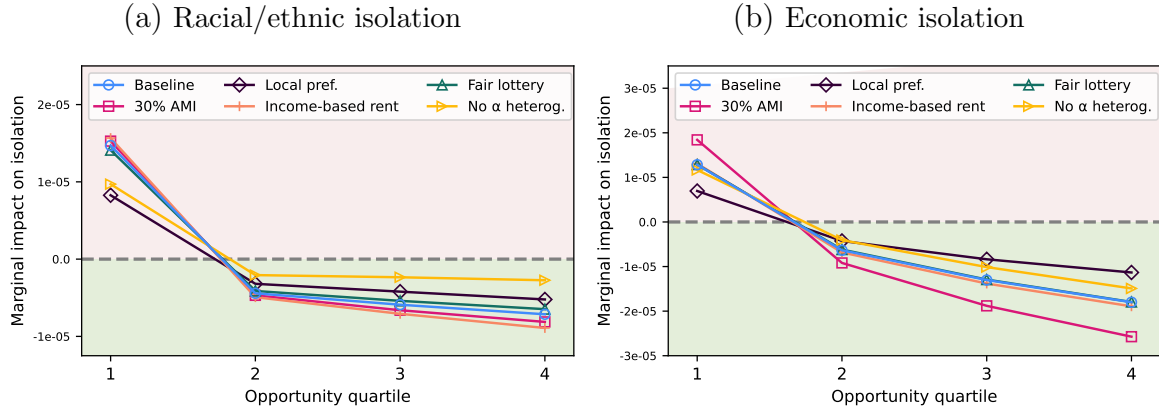 (a) Racial/ethnic isolation
Baseline
30% AMI
Local pref.
Income-based rent
Fair lottery
No α heterog.
Marginal impact on isolation
2e-05
1e-05
0.0
-1e-05
1 2 3 4
Opportunity quartile
(b) Economic isolation
Baseline
30% AMI
Local pref.
Income-based rent
Fair lottery
No α heterog.
Marginal impact on isolation
3e-05
2e-05
1e-05
0.0
-1e-05
-2e-05
-3e-05
1 2 3 4
Opportunity quartile